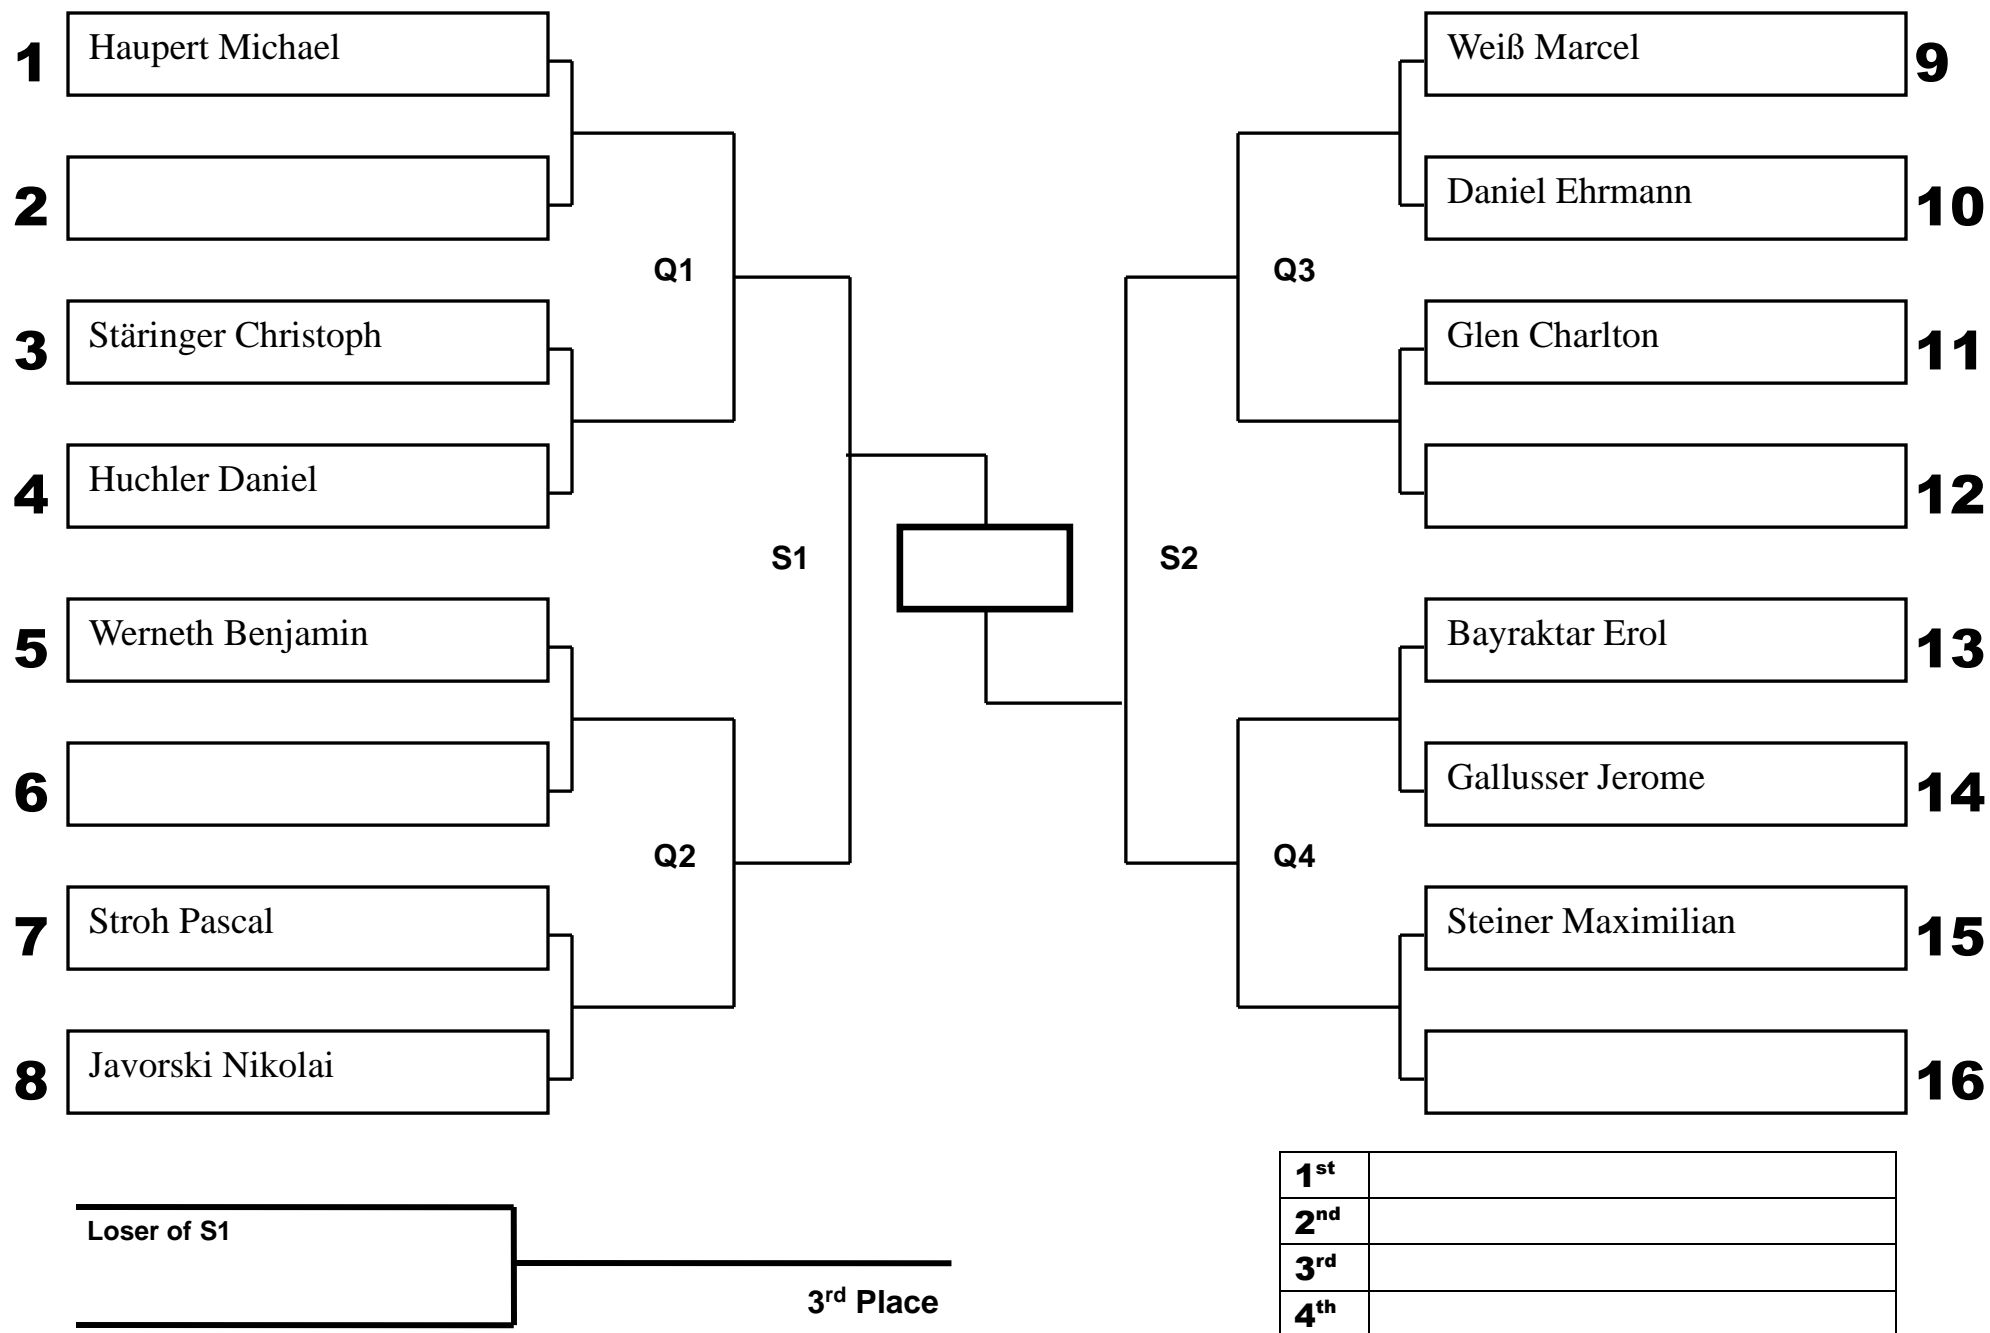 1 Haupert Michael
2
3 Stäringer Christoph
4 Huchler Daniel
5 Werneth Benjamin
6
7 Stroh Pascal
8 Javorski Nikolai
Q1
Q2
S1
S2
Q3
Q4
Weiß Marcel 9
Daniel Ehrmann 10
Glen Charlton 11
12
Bayraktar Erol 13
Gallusser Jerome 14
Steiner Maximilian 15
16
Loser of S1
3rd Place
1st
2nd
3rd
4th